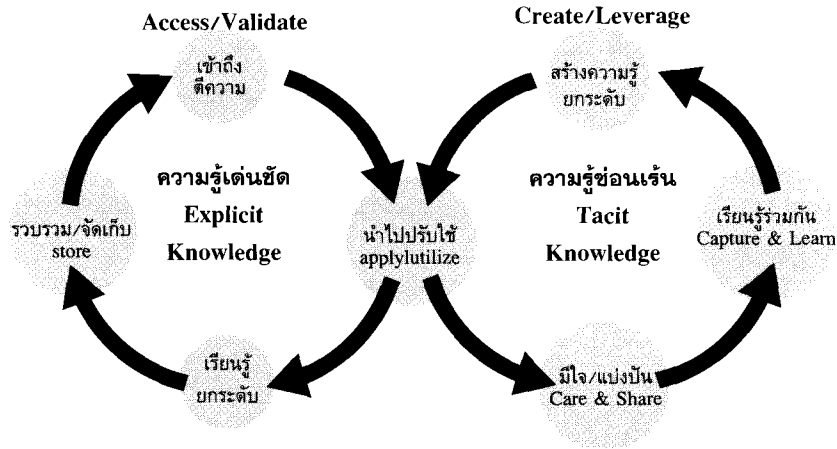 Access/Validate
เข้าถึง
ตีความ
Create/Leverage
สร้างความรู้
ยกระดับ
ความรู้เด่นชัด
Explicit
Knowledge
ความรู้ซ่อนเร้น
Tacit
Knowledge
รวบรวม/จัดเก็บ
store
นำไปปรับใช้
applylutilize
เรียนรู้ร่วมกัน
Capture & Learn
เรียนรู้
ยกระดับ
มีใจ/แบ่งปัน
Care & Share